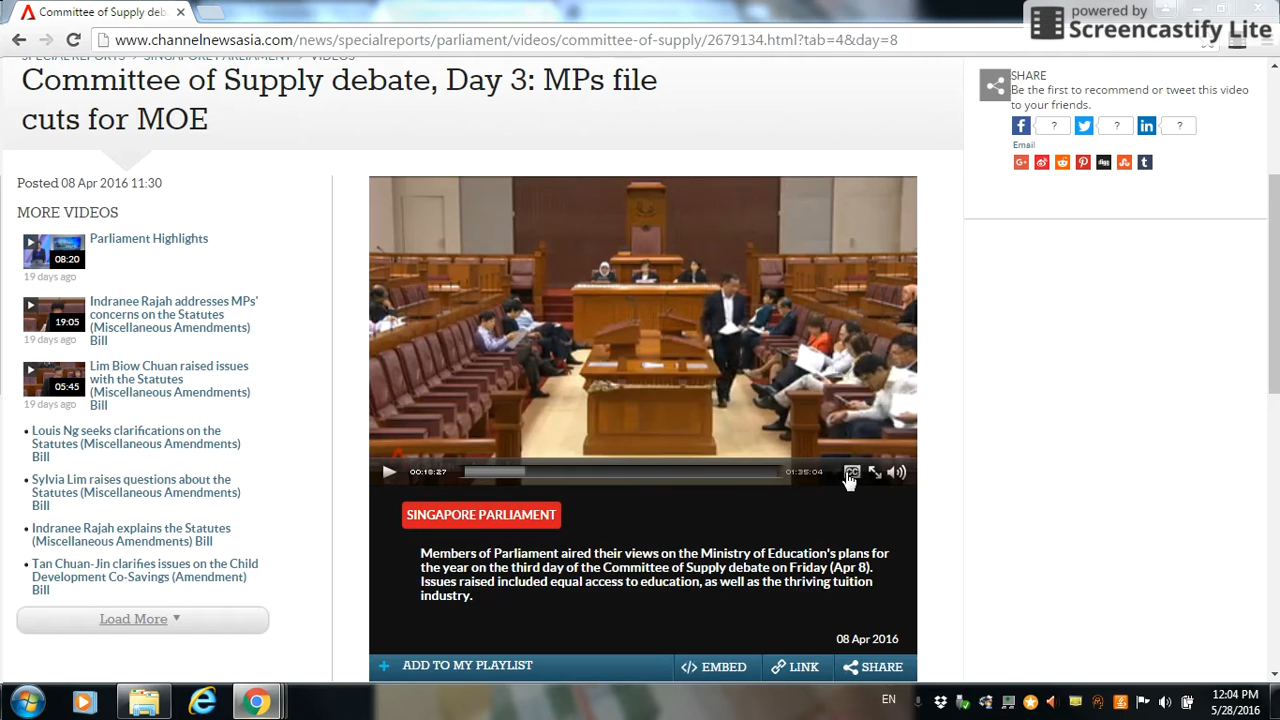 Committee of Supply deb
powered by
Screencastify Lite
www.channelnewsasia.com/news/specialreports/parliament/videos/committee-of-supply/2679134.html?tab=4&day=8
SPECIAL REPORTS SINGAPORE PARLIAMENT VIDEOS
Committee of Supply debate, Day 3: MPs file
cuts for MOE
SHARE
Be the first to recommend or tweet this video
to your friends.
?
?
?
Email
Posted 08 Apr 2016 11:30
MORE VIDEOS
Parliament Highlights
08:20
19 days ago
Indranee Rajah addresses MPs'
concerns on the Statutes
(Miscellaneous Amendments)
Bill
19:05
19 days ago
Lim Biow Chuan raised issues
with the Statutes
(Miscellaneous Amendments)
Bill
05:45
19 days ago
Louis Ng seeks clarifications on the
Statutes (Miscellaneous Amendments)
Bill
Sylvia Lim raises questions about the
Statutes (Miscellaneous Amendments)
Bill
Indranee Rajah explains the Statutes
(Miscellaneous Amendments) Bill
Tan Chuan-Jin clarifies issues on the Child
Development Co-Savings (Amendment)
Bill
Load More
00:18:27
01:35:04
CC
SINGAPORE PARLIAMENT
Members of Parliament aired their views on the Ministry of Education's plans for
the year on the third day of the Committee of Supply debate on Friday (Apr 8).
Issues raised included equal access to education, as well as the thriving tuition
industry.
08 Apr 2016
+ ADD TO MY PLAYLIST
</> EMBED
LINK
SHARE
EN
12:04 PM
5/28/2016